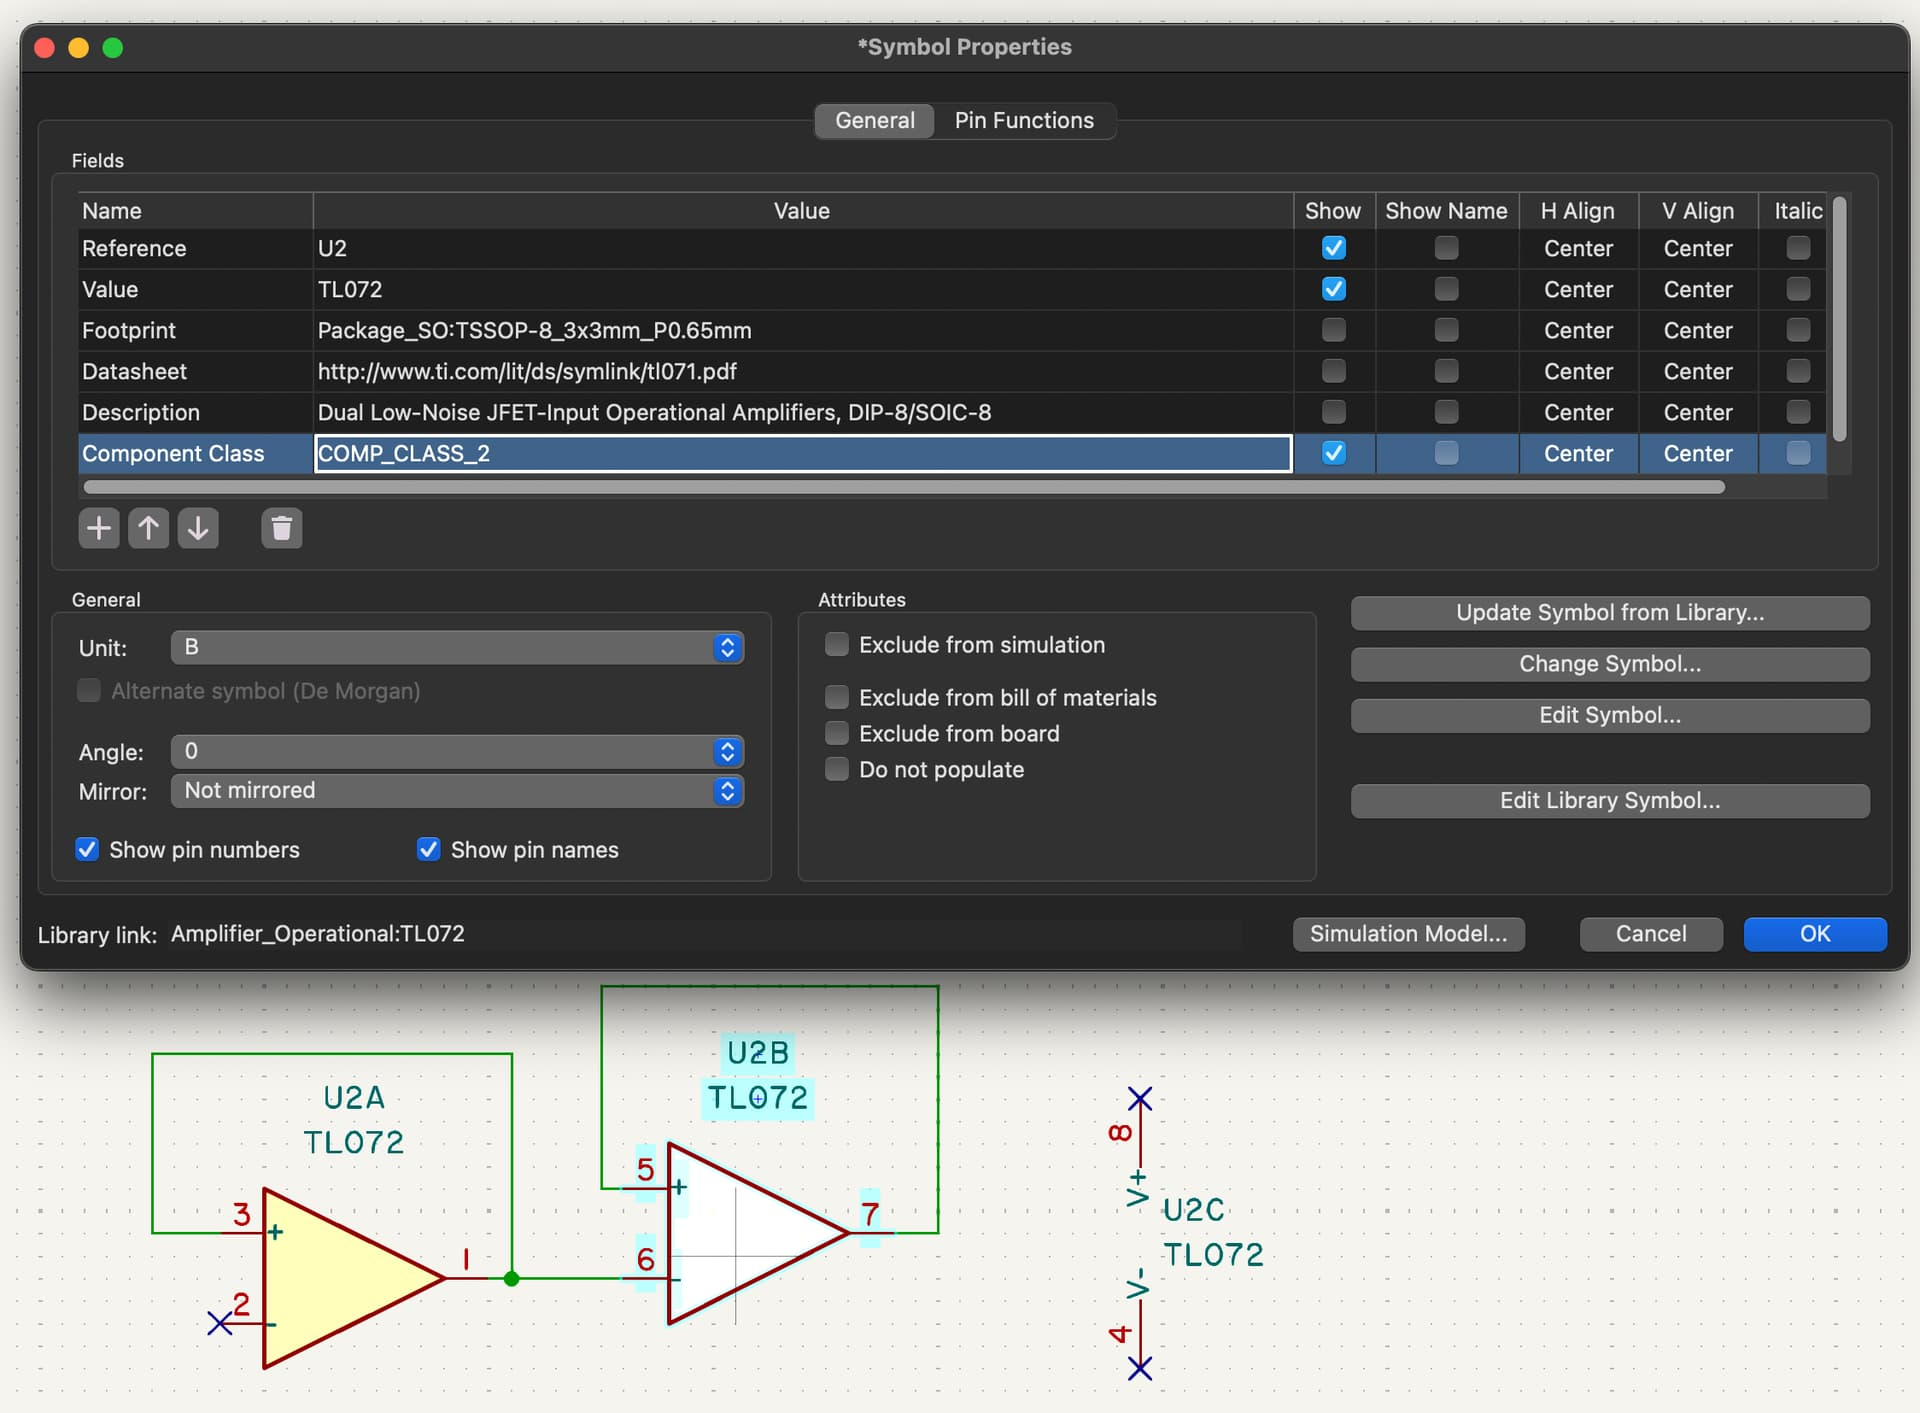 *Symbol Properties
General Pin Functions
Fields
Name Value Show Show Name H Align V Align Italic
Reference U2 Center Center
Value TL072 Center Center
Footprint Package_SO:TSSOP-8_3x3mm_P0.65mm Center Center
Datasheet http://www.ti.com/lit/ds/symlink/tl071.pdf Center Center
Description Dual Low-Noise JFET-Input Operational Amplifiers, DIP-8/SOIC-8 Center Center
Component Class COMP_CLASS_2 Center Center
General
Unit: B
Alternate symbol (De Morgan)
Angle: 0
Mirror: Not mirrored
Show pin numbers Show pin names
Attributes
Exclude from simulation
Exclude from bill of materials
Exclude from board
Do not populate
Update Symbol from Library...
Change Symbol...
Edit Symbol...
Edit Library Symbol...
Library link: Amplifier_Operational:TL072
Simulation Model... Cancel OK
U2A
TL072
3
+
1
2
-
U2B
TL072
5
+
7
6
-
8
V+
U2C
TL072
V-
4